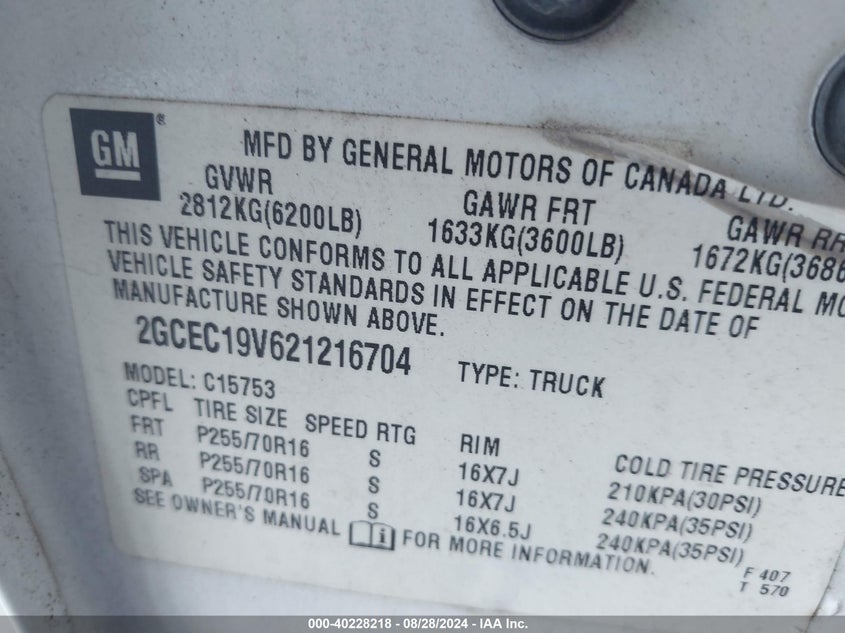 GM®
MFD BY GENERAL MOTORS OF CANADA LTD.
GVWR GAWR FRT GAWR RR
2812KG(6200LB) 1633KG(3600LB) 1672KG(3686
THIS VEHICLE CONFORMS TO ALL APPLICABLE U.S. FEDERAL MO
VEHICLE SAFETY STANDARDS IN EFFECT ON THE DATE OF
MANUFACTURE SHOWN ABOVE.
2GCEC19V621216704 TYPE: TRUCK
MODEL: C15753
CPFL TIRE SIZE SPEED RTG RIM COLD TIRE PRESSURE
FRT P255/70R16 S 16X7J 210KPA(30PSI)
RR P255/70R16 S 16X7J 240KPA(35PSI)
SPA P255/70R16 S 16X6.5J 240KPA(35PSI)
SEE OWNER'S MANUAL FOR MORE INFORMATION.
F 407
T 570
000-40228218 - 08/28/2024 - IAA Inc.